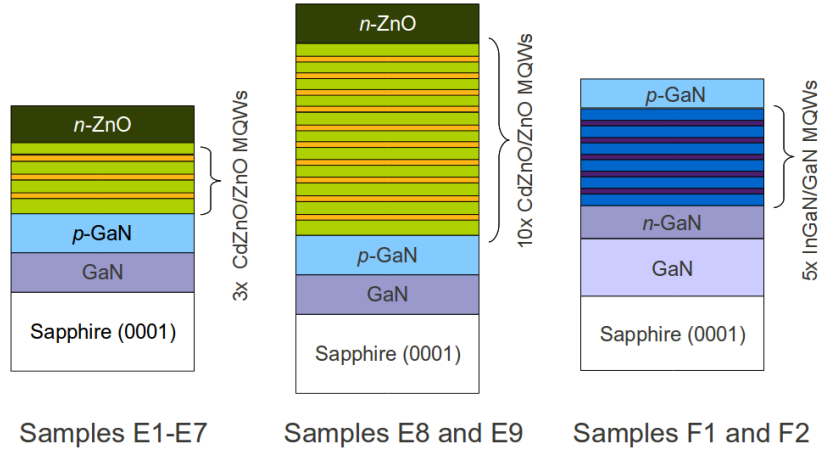 n-ZnO
3x CdZnO/ZnO MQWs
p-GaN
GaN
Sapphire (0001)
Samples E1-E7
n-ZnO
10x CdZnO/ZnO MQWs
p-GaN
GaN
Sapphire (0001)
Samples E8 and E9
p-GaN
5x InGaN/GaN MQWs
n-GaN
GaN
Sapphire (0001)
Samples F1 and F2